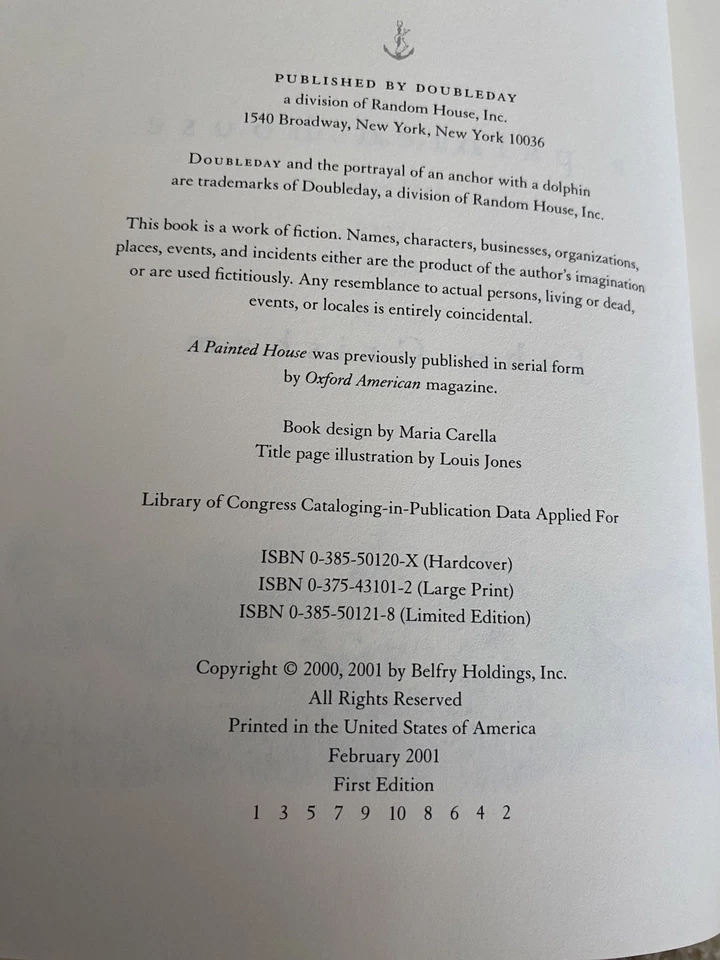 PUBLISHED BY DOUBLEDAY
a division of Random House, Inc.
1540 Broadway, New York, New York 10036
DOUBLEDAY and the portrayal of an anchor with a dolphin
are trademarks of Doubleday, a division of Random House, Inc.
This book is a work of fiction. Names, characters, businesses, organizations,
places, events, and incidents either are the product of the author's imagination
or are used fictitiously. Any resemblance to actual persons, living or dead,
events, or locales is entirely coincidental.
A Painted House was previously published in serial form
by Oxford American magazine.
Book design by Maria Carella
Title page illustration by Louis Jones
Library of Congress Cataloging-in-Publication Data Applied For
ISBN 0-385-50120-X (Hardcover)
ISBN 0-375-43101-2 (Large Print)
ISBN 0-385-50121-8 (Limited Edition)
Copyright © 2000, 2001 by Belfry Holdings, Inc.
All Rights Reserved
Printed in the United States of America
February 2001
First Edition
1 3 5 7 9 10 8 6 4 2